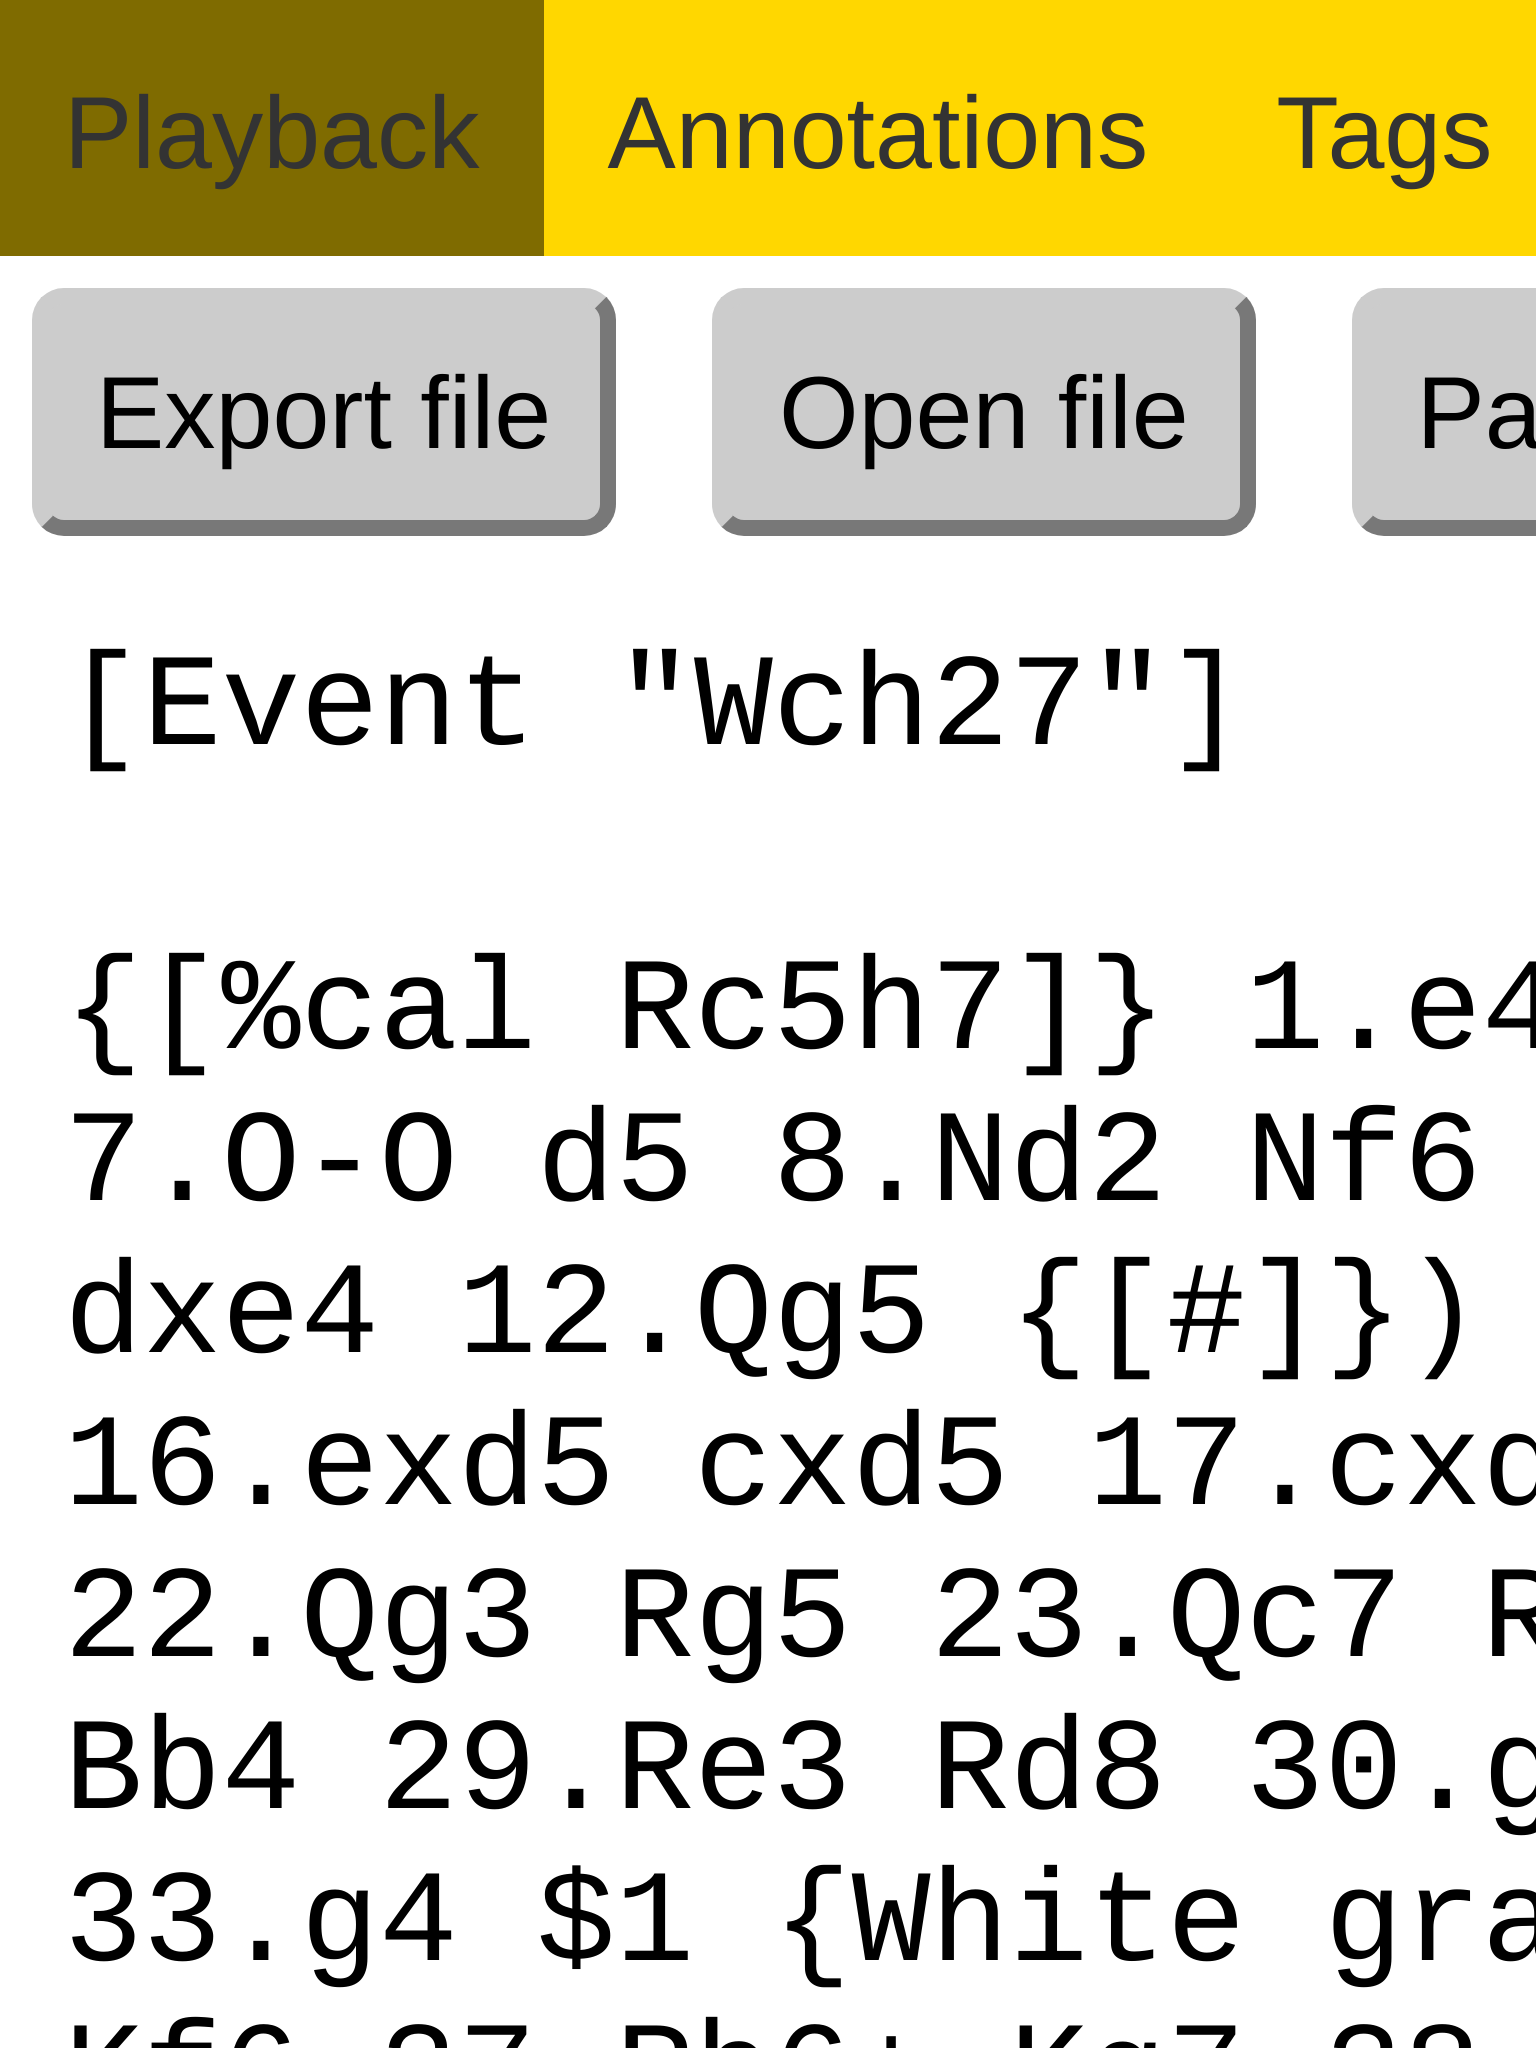 Playback Annotations Tags
Export file Open file Pa
[Event "Wch27"]
{[%cal Rc5h7]} 1.e4
7.O-O d5 8.Nd2 Nf6
dxe4 12.Qg5 {[#]})
16.exd5 cxd5 17.cxd
22.Qg3 Rg5 23.Qc7 R
Bb4 29.Re3 Rd8 30.g
33.g4 $1 {White gra